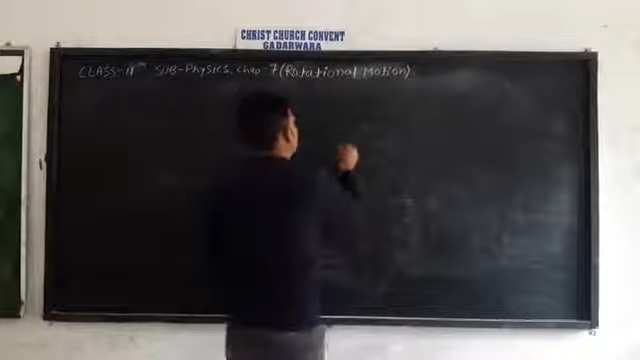 CHRIST CHURCH CONVENT
GADARWARA
CLASS-11th SUB-Physics. chap-7 (Rotational Motion)